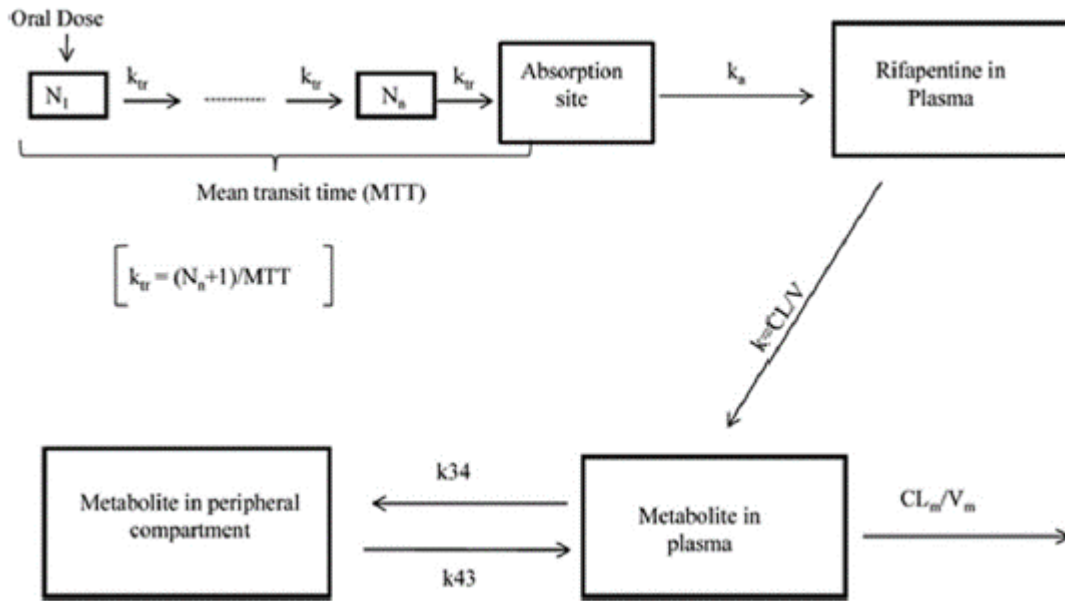 Oral Dose
N1 ktr ............ ktr Nn ktr
Absorption
site
ka
Rifapentine in
Plasma
Mean transit time (MTT)
ktr = (Nn+1)/MTT
k=CL/V
Metabolite in peripheral
compartment
k34
k43
Metabolite in
plasma
CLm/Vm